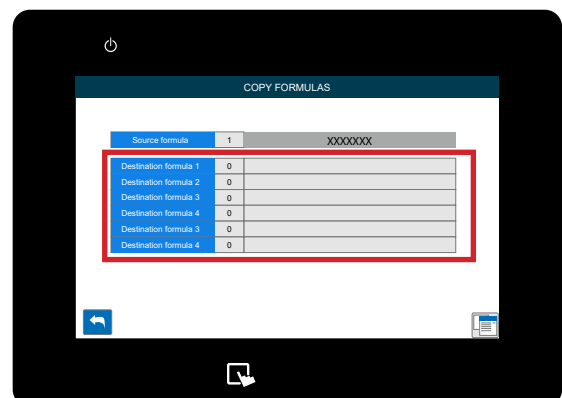 COPY FORMULAS
Source formula 1 XXXXXXX
Destination formula 1 0
Destination formula 2 0
Destination formula 3 0
Destination formula 4 0
Destination formula 3 0
Destination formula 4 0